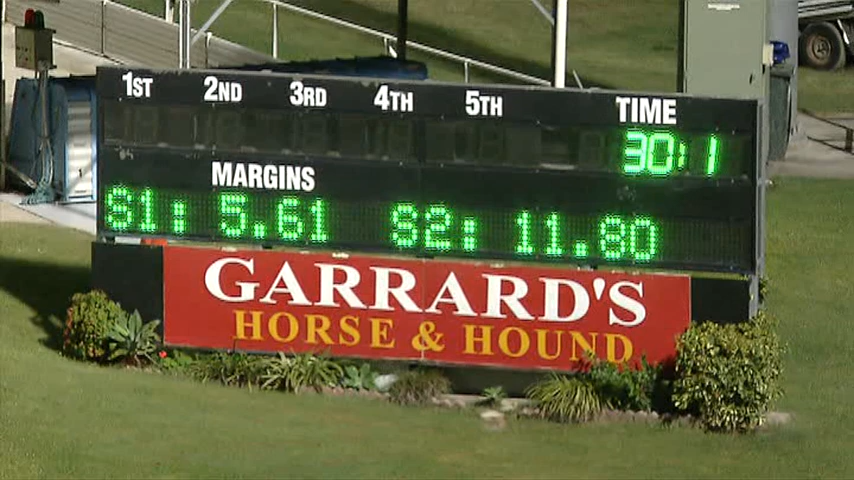 1ST 2ND 3RD 4TH 5TH TIME
30:1
MARGINS
S1: 5.61 S2: 11.80
GARRARD'S
HORSE & HOUND